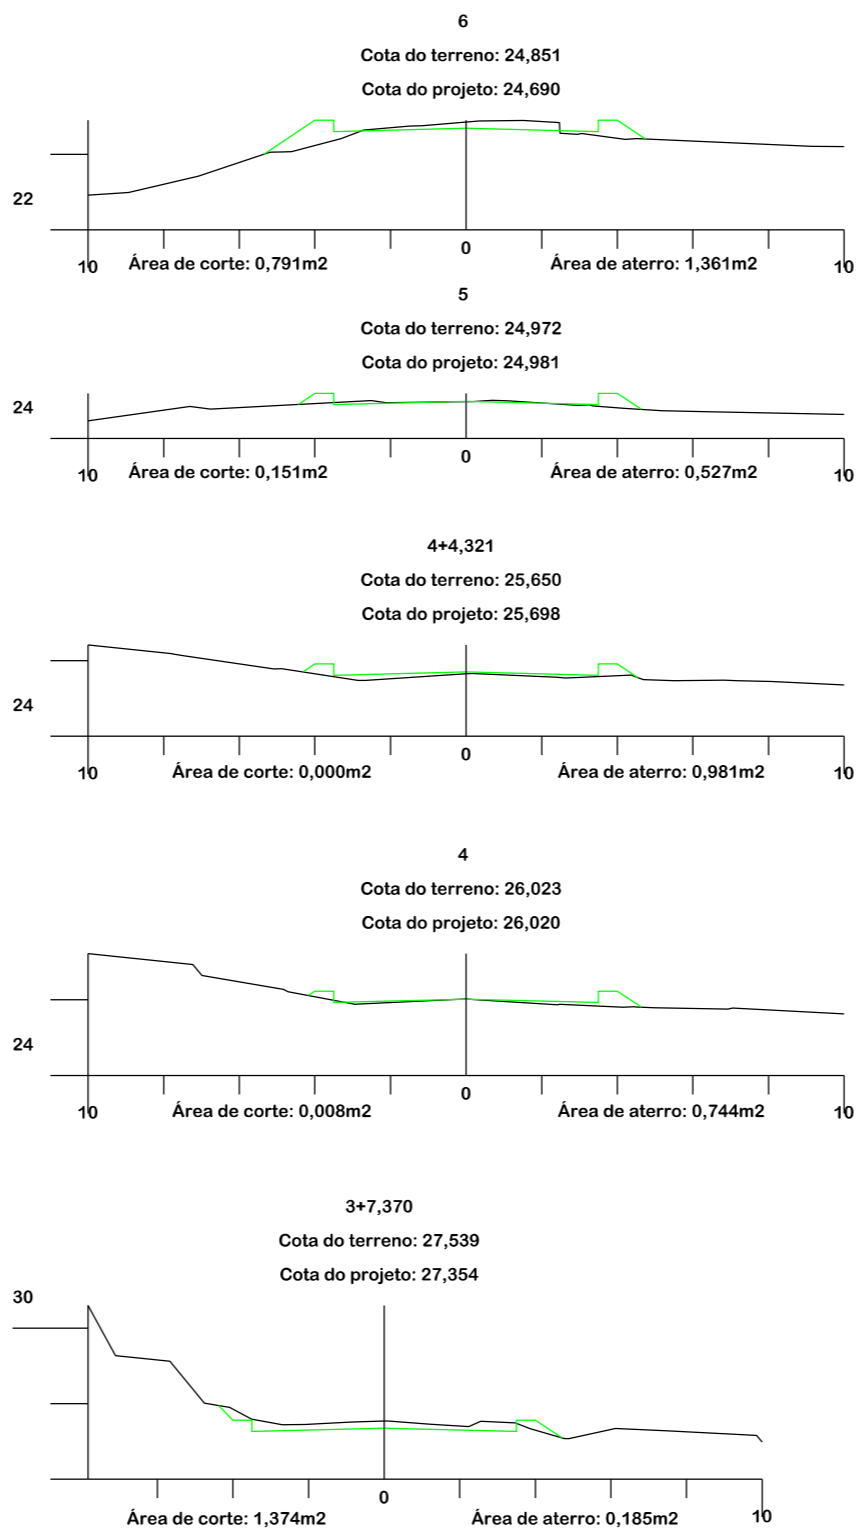 6
Cota do terreno: 24,851
Cota do projeto: 24,690
22
10
Área de corte: 0,791m2
0
Área de aterro: 1,361m2
10
5
Cota do terreno: 24,972
Cota do projeto: 24,981
24
10
Área de corte: 0,151m2
0
Área de aterro: 0,527m2
10
4+4,321
Cota do terreno: 25,650
Cota do projeto: 25,698
24
10
Área de corte: 0,000m2
0
Área de aterro: 0,981m2
10
4
Cota do terreno: 26,023
Cota do projeto: 26,020
24
10
Área de corte: 0,008m2
0
Área de aterro: 0,744m2
10
3+7,370
Cota do terreno: 27,539
Cota do projeto: 27,354
30
0
Área de corte: 1,374m2
Área de aterro: 0,185m2
10